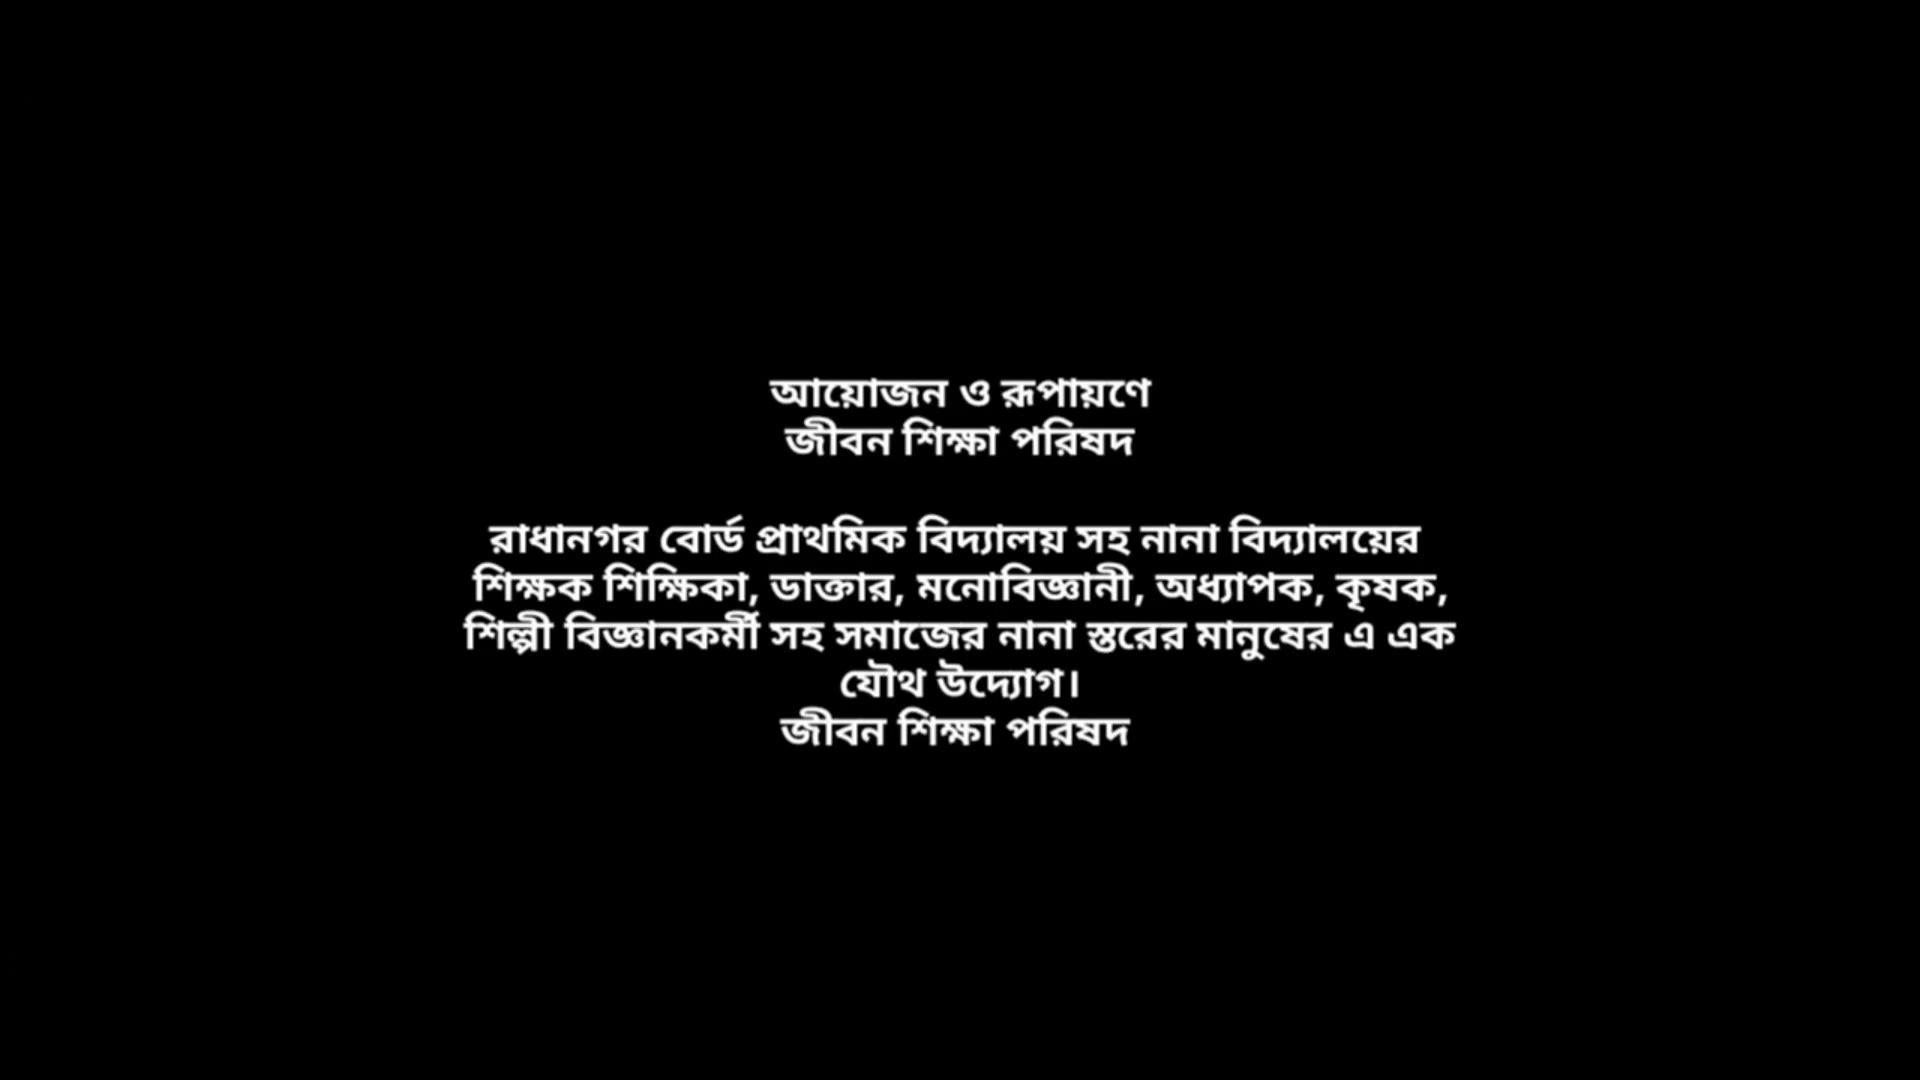 আয়োজন ও রূপায়ণে
জীবন শিক্ষা পরিষদ
রাধানগর বোর্ড প্রাথমিক বিদ্যালয় সহ নানা বিদ্যালয়ের
শিক্ষক শিক্ষিকা, ডাক্তার, মনোবিজ্ঞানী, অধ্যাপক, কৃষক,
শিল্পী বিজ্ঞানকর্মী সহ সমাজের নানা স্তরের মানুষের এ এক
যৌথ উদ্যোগ।
জীবন শিক্ষা পরিষদ